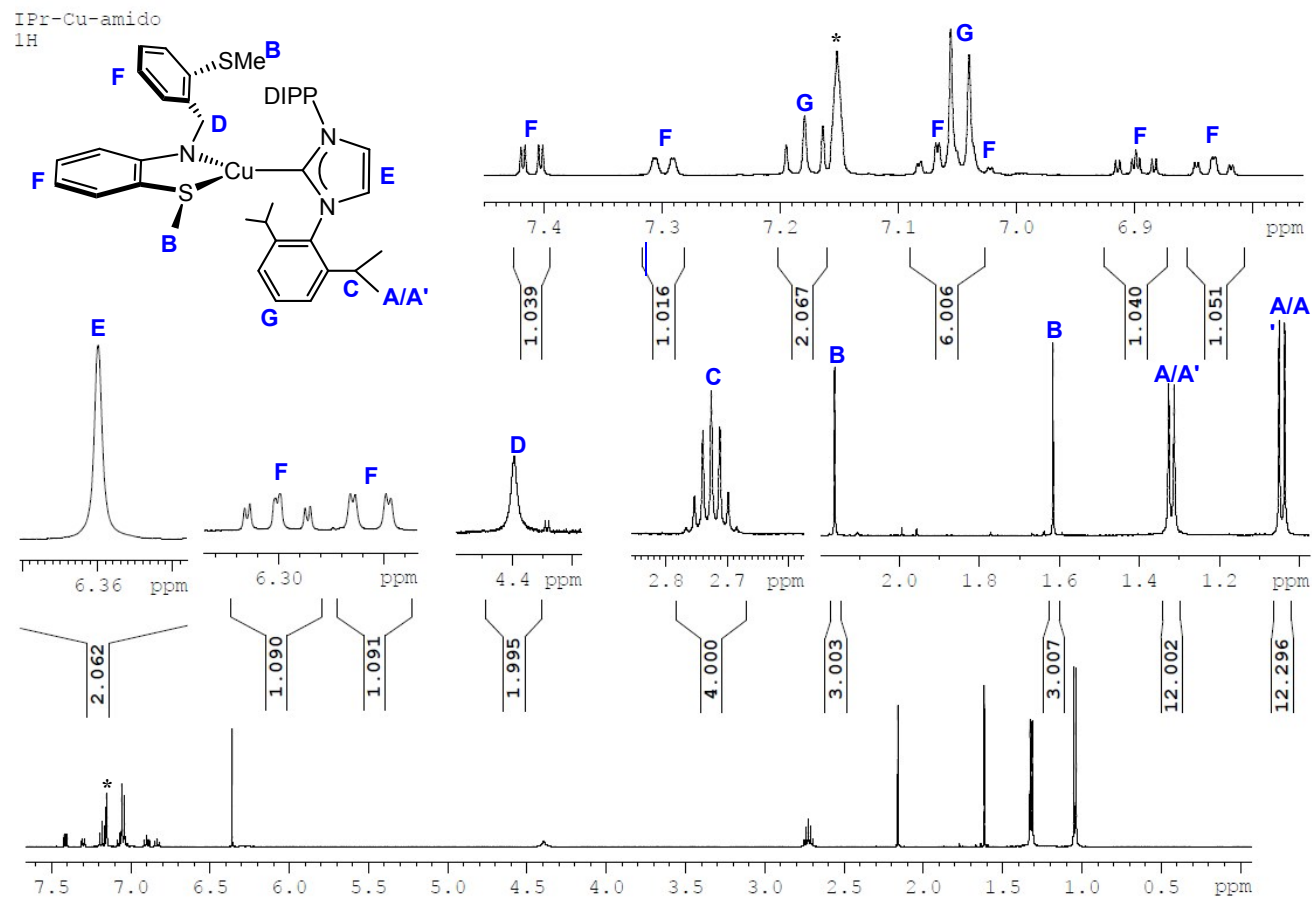 IPr-Cu-amido
1H
SMe
B
F
DIPP
D
N
N
F
Cu
E
S
N
B
C
A/A'
G
*
G
F
F
G
F
F
F
F
7.4
7.3
7.2
7.1
7.0
6.9
ppm
1.039
1.016
2.067
6.006
1.040
1.051
E
F
F
D
C
B
B
A/A'
A/A
'
6.36
ppm
6.30
ppm
4.4
ppm
2.8
2.7
ppm
2.0
1.8
1.6
1.4
1.2
ppm
2.062
1.090
1.091
1.995
4.000
3.003
3.007
12.002
12.296
*
7.5
7.0
6.5
6.0
5.5
5.0
4.5
4.0
3.5
3.0
2.5
2.0
1.5
1.0
0.5
ppm